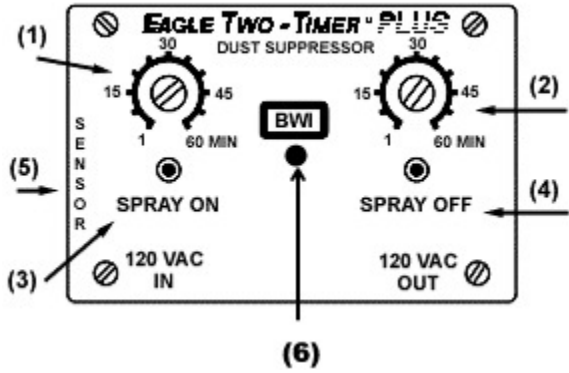 EAGLE TWO-TIMER™ PLUS
DUST SUPPRESSOR
(1)
30
15
45
1
60 MIN
30
15
45
1
60 MIN
(2)
BWI
SENSOR
(5)
SPRAY ON
SPRAY OFF
(4)
(3)
120 VAC
IN
120 VAC
OUT
(6)